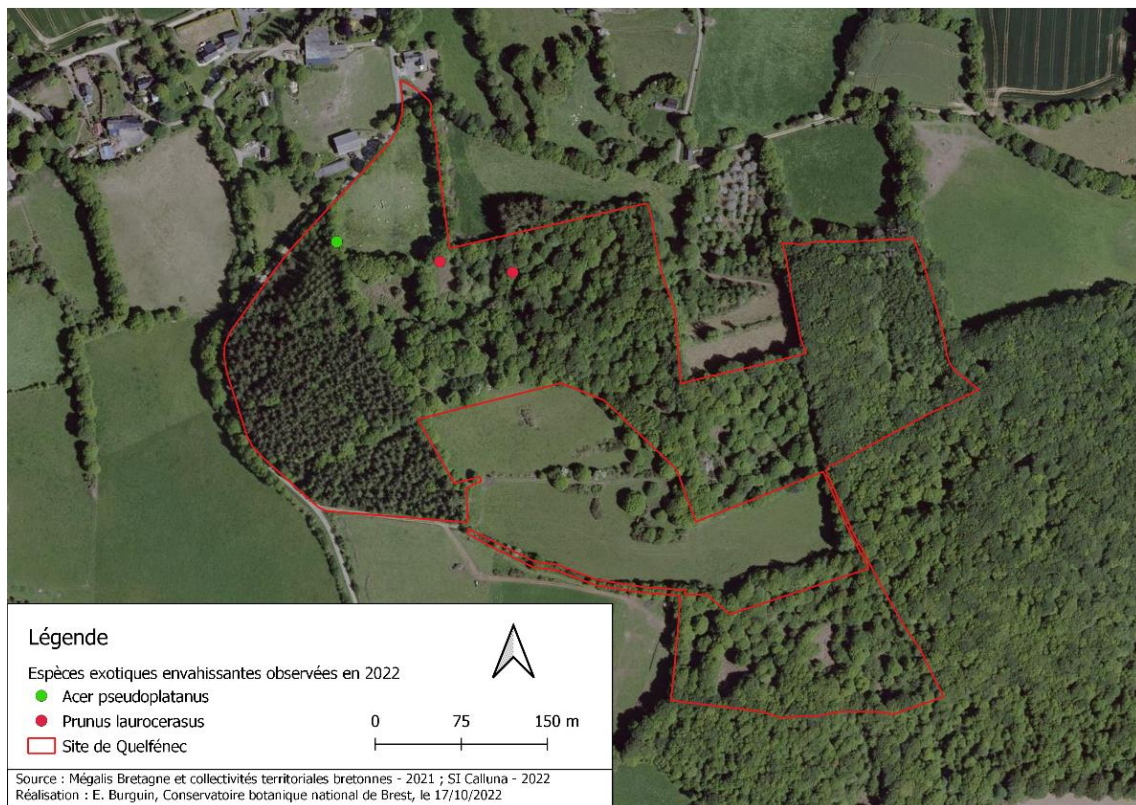 Légende
Espèces exotiques envahissantes observées en 2022
Acer pseudoplatanus
Prunus laurocerasus
0 75 150 m
Site de Quelfénec
Source : Mégalis Bretagne et collectivités territoriales bretonnes - 2021 ; SI Calluna - 2022
Réalisation : E. Burguin, Conservatoire botanique national de Brest, le 17/10/2022